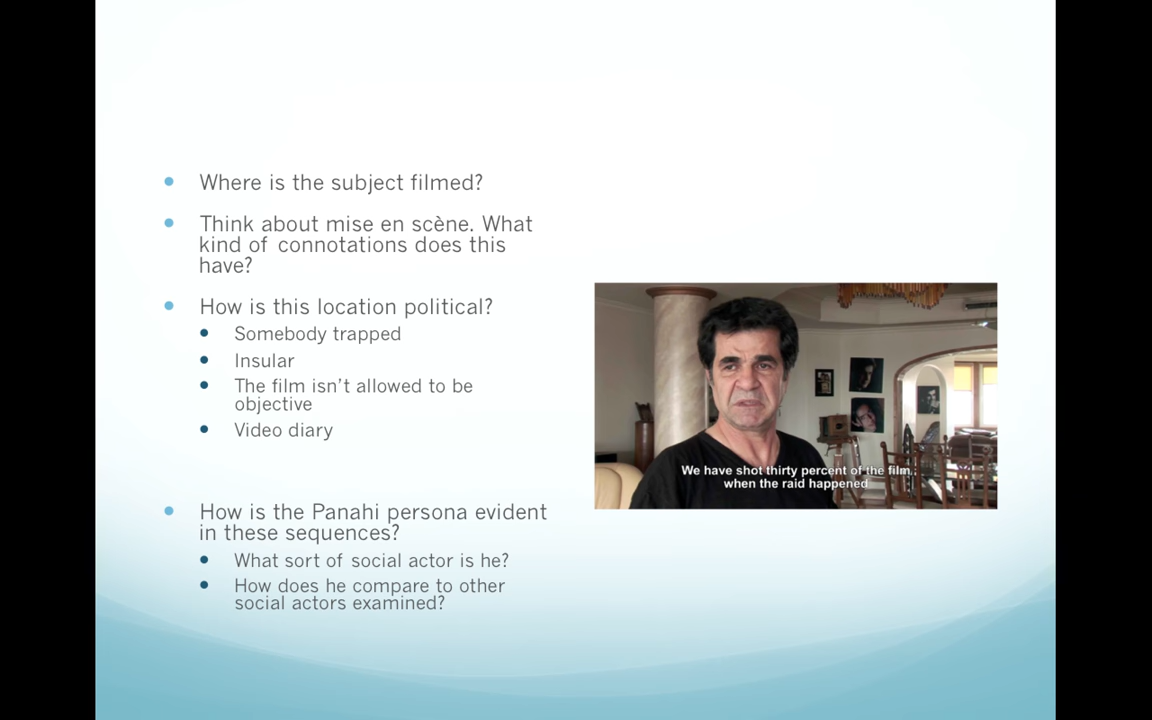 Where is the subject filmed?
Think about mise en scène. What
kind of connotations does this
have?
How is this location political?
Somebody trapped
Insular
The film isn't allowed to be
objective
Video diary
How is the Panahi persona evident
in these sequences?
What sort of social actor is he?
How does he compare to other
social actors examined?
We have shot thirty percent of the film
when the raid happened